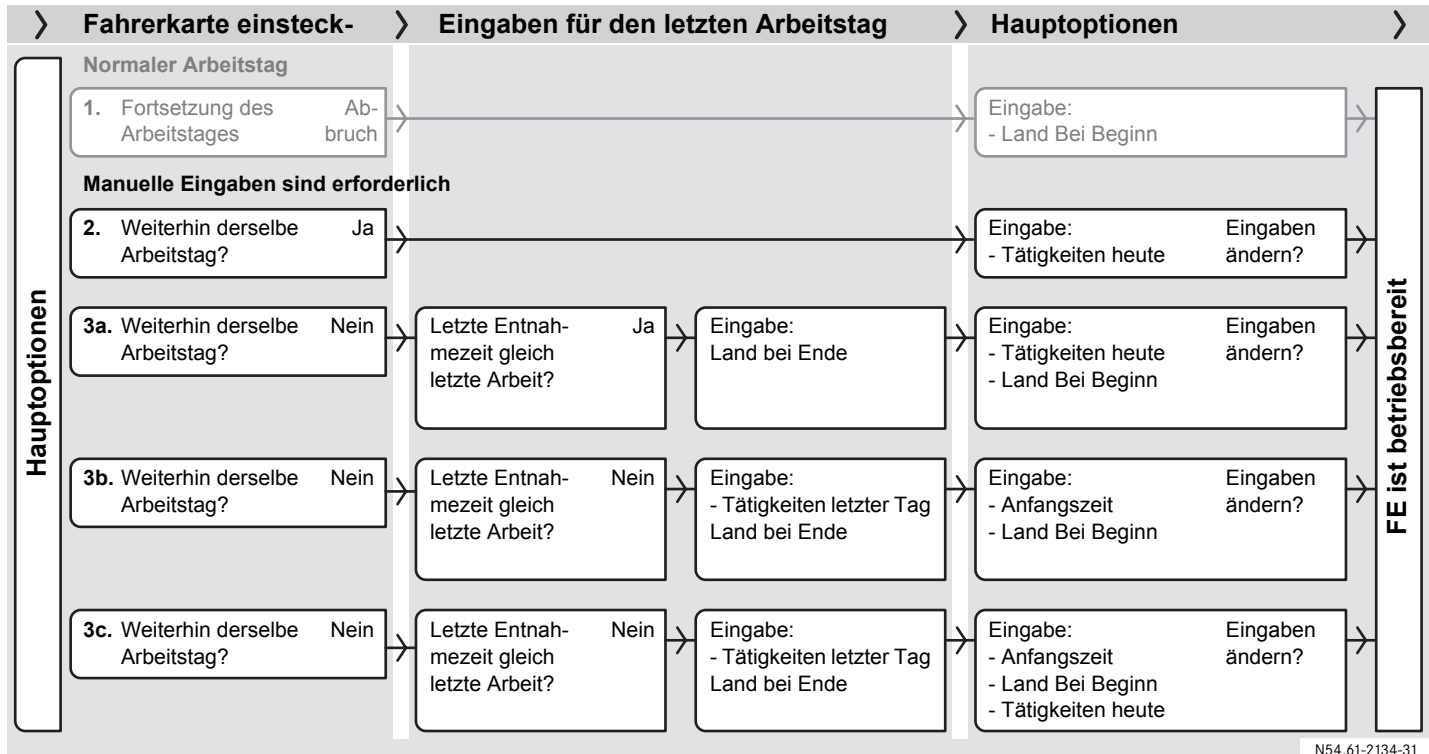 Fahrerkarte einsteck-
Eingaben für den letzten Arbeitstag
Hauptoptionen
Hauptoptionen
Normaler Arbeitstag
1. Fortsetzung des Ab-
Arbeitstages bruch
Eingabe:
- Land Bei Beginn
Manuelle Eingaben sind erforderlich
2. Weiterhin derselbe Ja
Arbeitstag?
Eingabe: Eingaben
- Tätigkeiten heute ändern?
3a. Weiterhin derselbe Nein
Arbeitstag?
Letzte Entnah- Ja
mezeit gleich
letzte Arbeit?
Eingabe:
Land bei Ende
Eingabe: Eingaben
- Tätigkeiten heute ändern?
- Land Bei Beginn
3b. Weiterhin derselbe Nein
Arbeitstag?
Letzte Entnah- Nein
mezeit gleich
letzte Arbeit?
Eingabe:
- Tätigkeiten letzter Tag
Land bei Ende
Eingabe: Eingaben
- Anfangszeit ändern?
- Land Bei Beginn
3c. Weiterhin derselbe Nein
Arbeitstag?
Letzte Entnah- Nein
mezeit gleich
letzte Arbeit?
Eingabe:
- Tätigkeiten letzter Tag
Land bei Ende
Eingabe: Eingaben
- Anfangszeit ändern?
- Land Bei Beginn
- Tätigkeiten heute
FE ist betriebsbereit
N54.61-2134-31